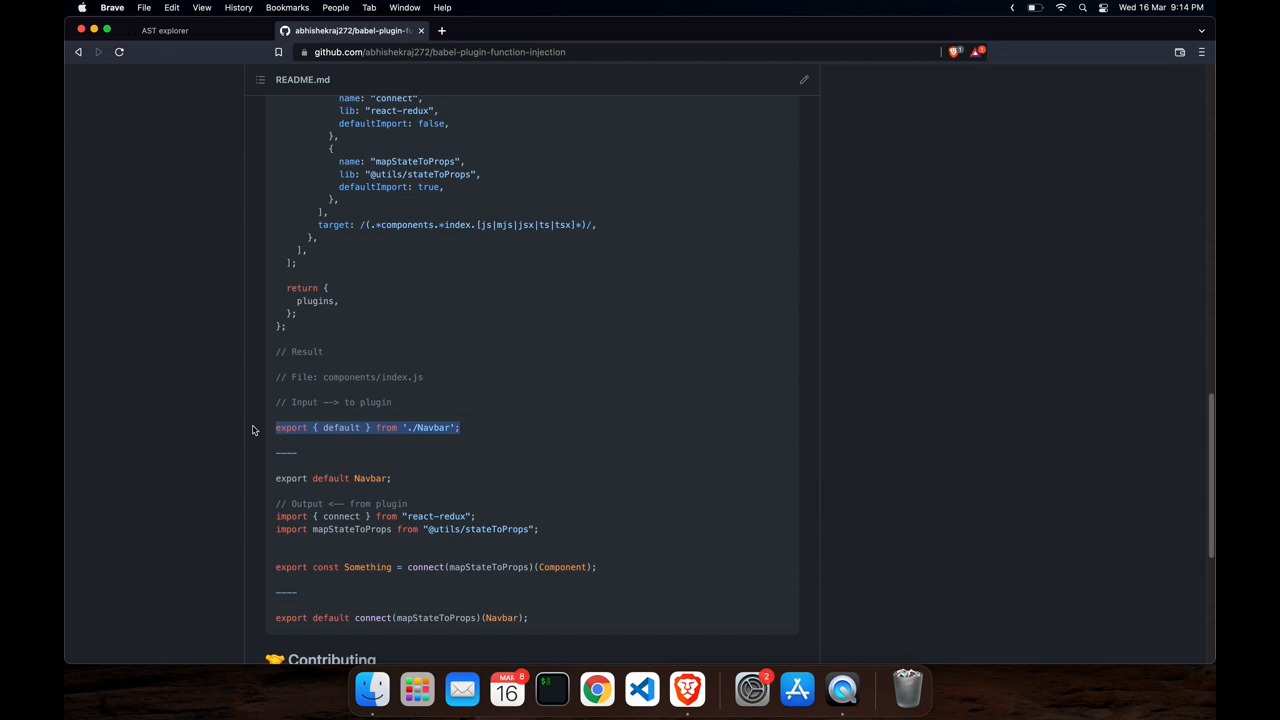 Brave File Edit View History Bookmarks People Tab Window Help
Wed 16 Mar 9:14 PM
AST explorer
abhishekraj272/babel-plugin-fu
github.com/abhishekraj272/babel-plugin-function-injection
1
1
README.md
name: "connect",
lib: "react-redux",
defaultImport: false,
},
{
name: "mapStateToProps",
lib: "@utils/stateToProps",
defaultImport: true,
},
],
target: /(.*components.*index.[js|mjs|jsx|ts|tsx]*)/,
},
],
];
return {
plugins,
};
};
// Result
// File: components/index.js
// Input --> to plugin
export { default } from './Navbar';
----
export default Navbar;
// Output <-- from plugin
import { connect } from "react-redux";
import mapStateToProps from "@utils/stateToProps";
export const Something = connect(mapStateToProps)(Component);
----
export default connect(mapStateToProps)(Navbar);
🤝 Contributing
MAR
16
8
$
2